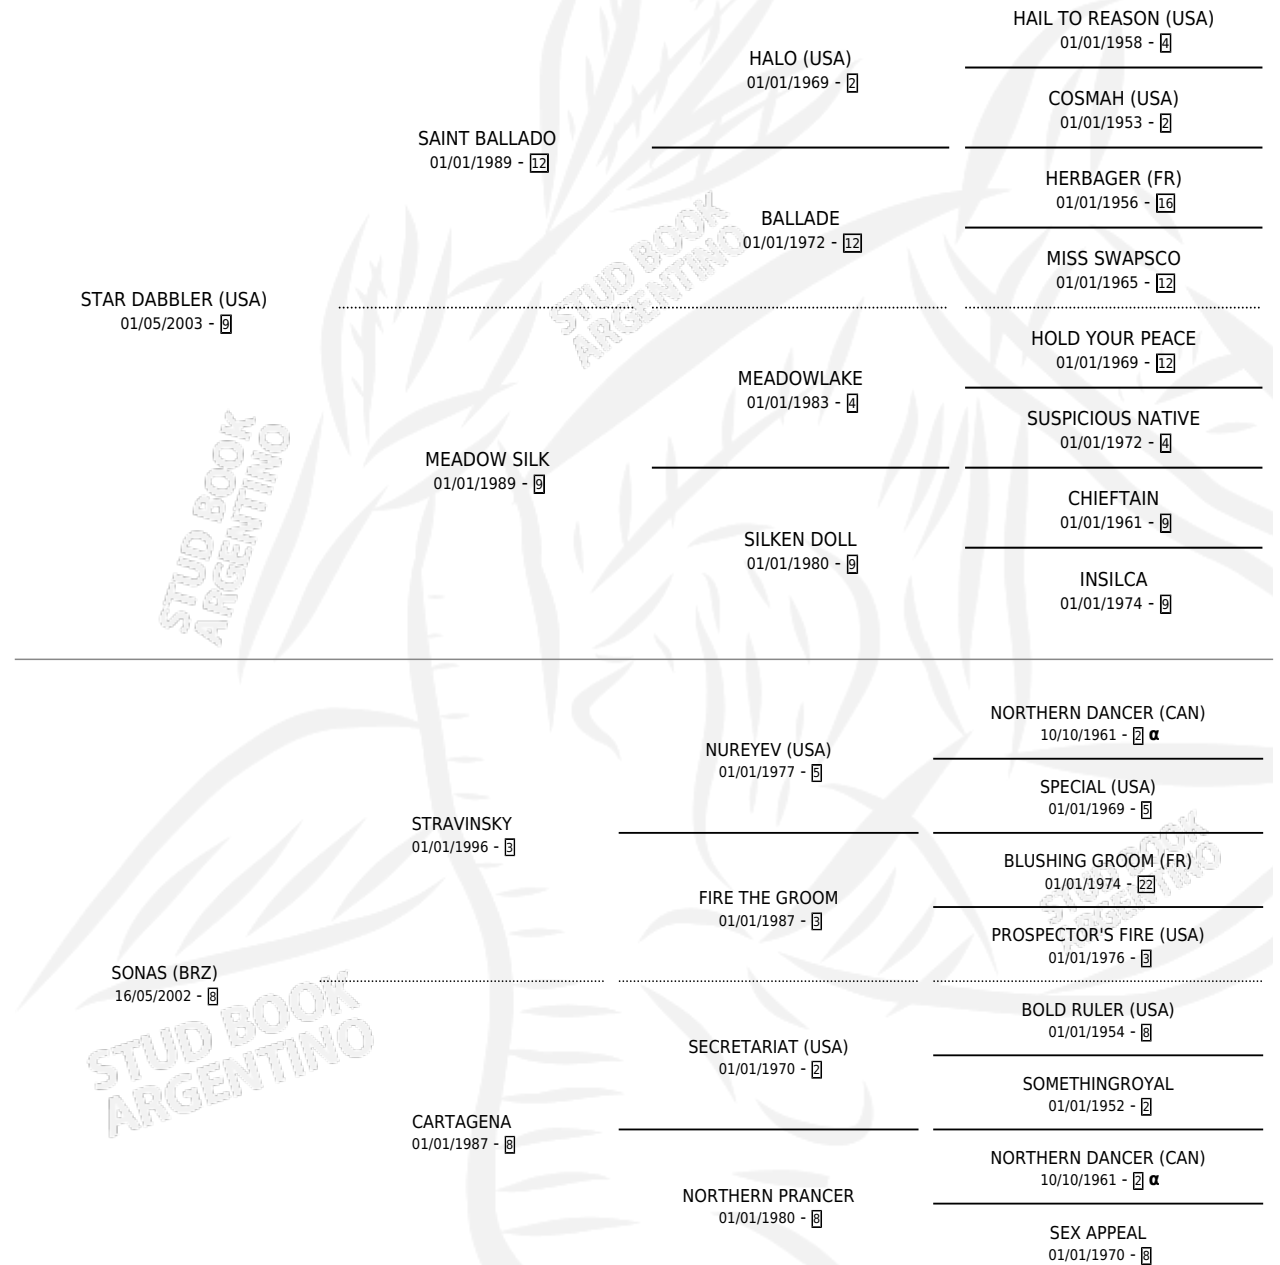 HAIL TO REASON (USA)
01/01/1958 - 4
HALO (USA)
01/01/1969 - 2
COSMAH (USA)
01/01/1953 - 2
SAINT BALLADO
01/01/1989 - 12
HERBAGER (FR)
01/01/1956 - 16
BALLADE
01/01/1972 - 12
MISS SWAPSCO
01/01/1965 - 12
STUD BOOK
ARGENTINO
STAR DABBLER (USA)
01/05/2003 - 9
HOLD YOUR PEACE
01/01/1969 - 12
MEADOWLAKE
01/01/1983 - 4
SUSPICIOUS NATIVE
01/01/1972 - 4
MEADOW SILK
01/01/1989 - 9
CHIEFTAIN
01/01/1961 - 9
SILKEN DOLL
01/01/1980 - 9
INSILCA
01/01/1974 - 9
STUD BOOK
ARGENTINO
NORTHERN DANCER (CAN)
10/10/1961 - 2 α
NUREYEV (USA)
01/01/1977 - 5
SPECIAL (USA)
01/01/1969 - 5
STRAVINSKY
01/01/1996 - 3
BLUSHING GROOM (FR)
01/01/1974 - 22
FIRE THE GROOM
01/01/1987 - 3
PROSPECTOR'S FIRE (USA)
01/01/1976 - 3
STUD BOOK
ARGENTINO
SONAS (BRZ)
16/05/2002 - 8
BOLD RULER (USA)
01/01/1954 - 8
SECRETARIAT (USA)
01/01/1970 - 2
SOMETHINGROYAL
01/01/1952 - 2
CARTAGENA
01/01/1987 - 8
NORTHERN DANCER (CAN)
10/10/1961 - 2 α
NORTHERN PRANCER
01/01/1980 - 8
SEX APPEAL
01/01/1970 - 8
STUD BOOK
ARGENTINO